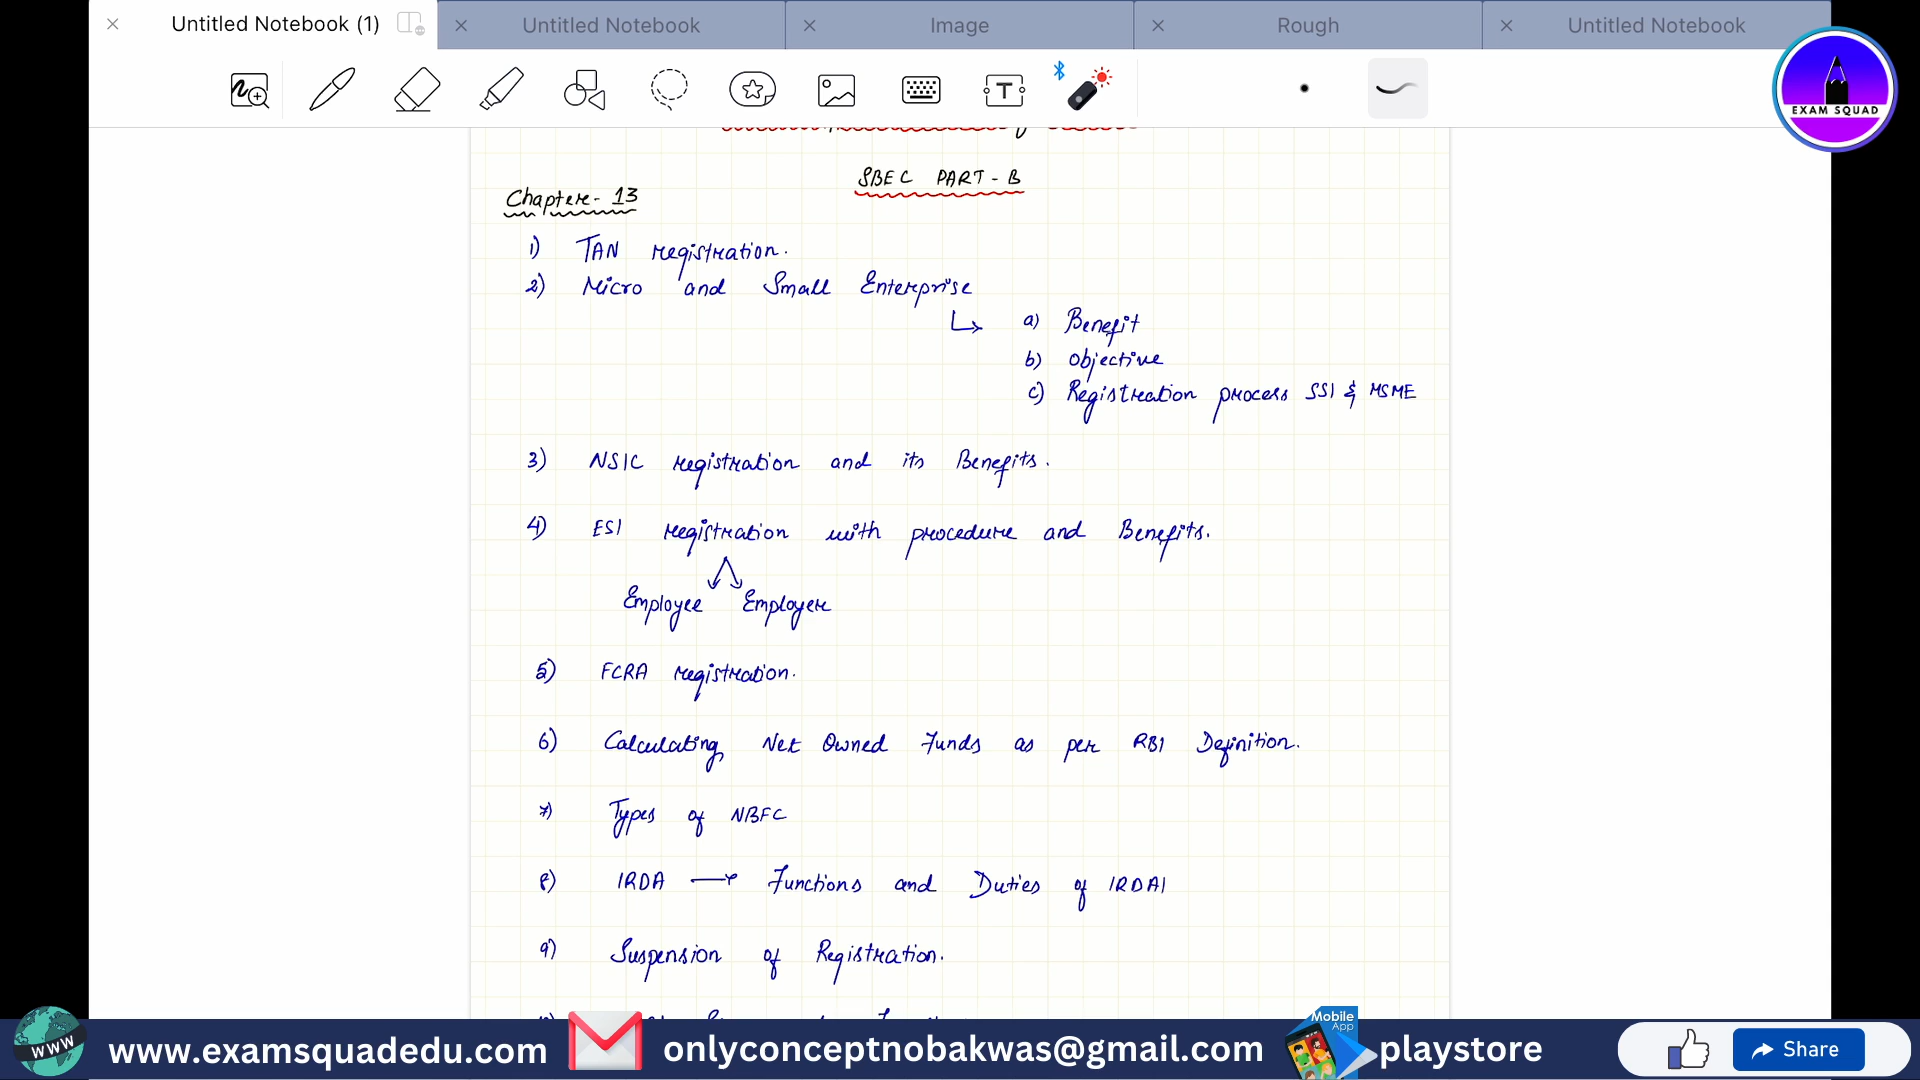 Untitled Notebook (1)
Untitled Notebook
Image
Rough
Untitled Notebook
T
EXAM SQUAD
SBEC PART - B
Chapter - 13
1) TAN registration.
2) Micro and Small Enterprise
a) Benefit
b) Objective
c) Registration process SSI & MSME
3) NSIC registration and its Benefits.
4) ESI registration with procedure and Benefits.
Employee Employer
5) FCRA registration.
6) Calculating Net Owned Funds as per RBI Definition.
7) Types of NBFC
8) IRDA → Functions and Duties of IRDAI
9) Suspension of Registration.
www
www.examsquadedu.com
onlyconceptnobakwas@gmail.com
Mobile App
playstore
Share